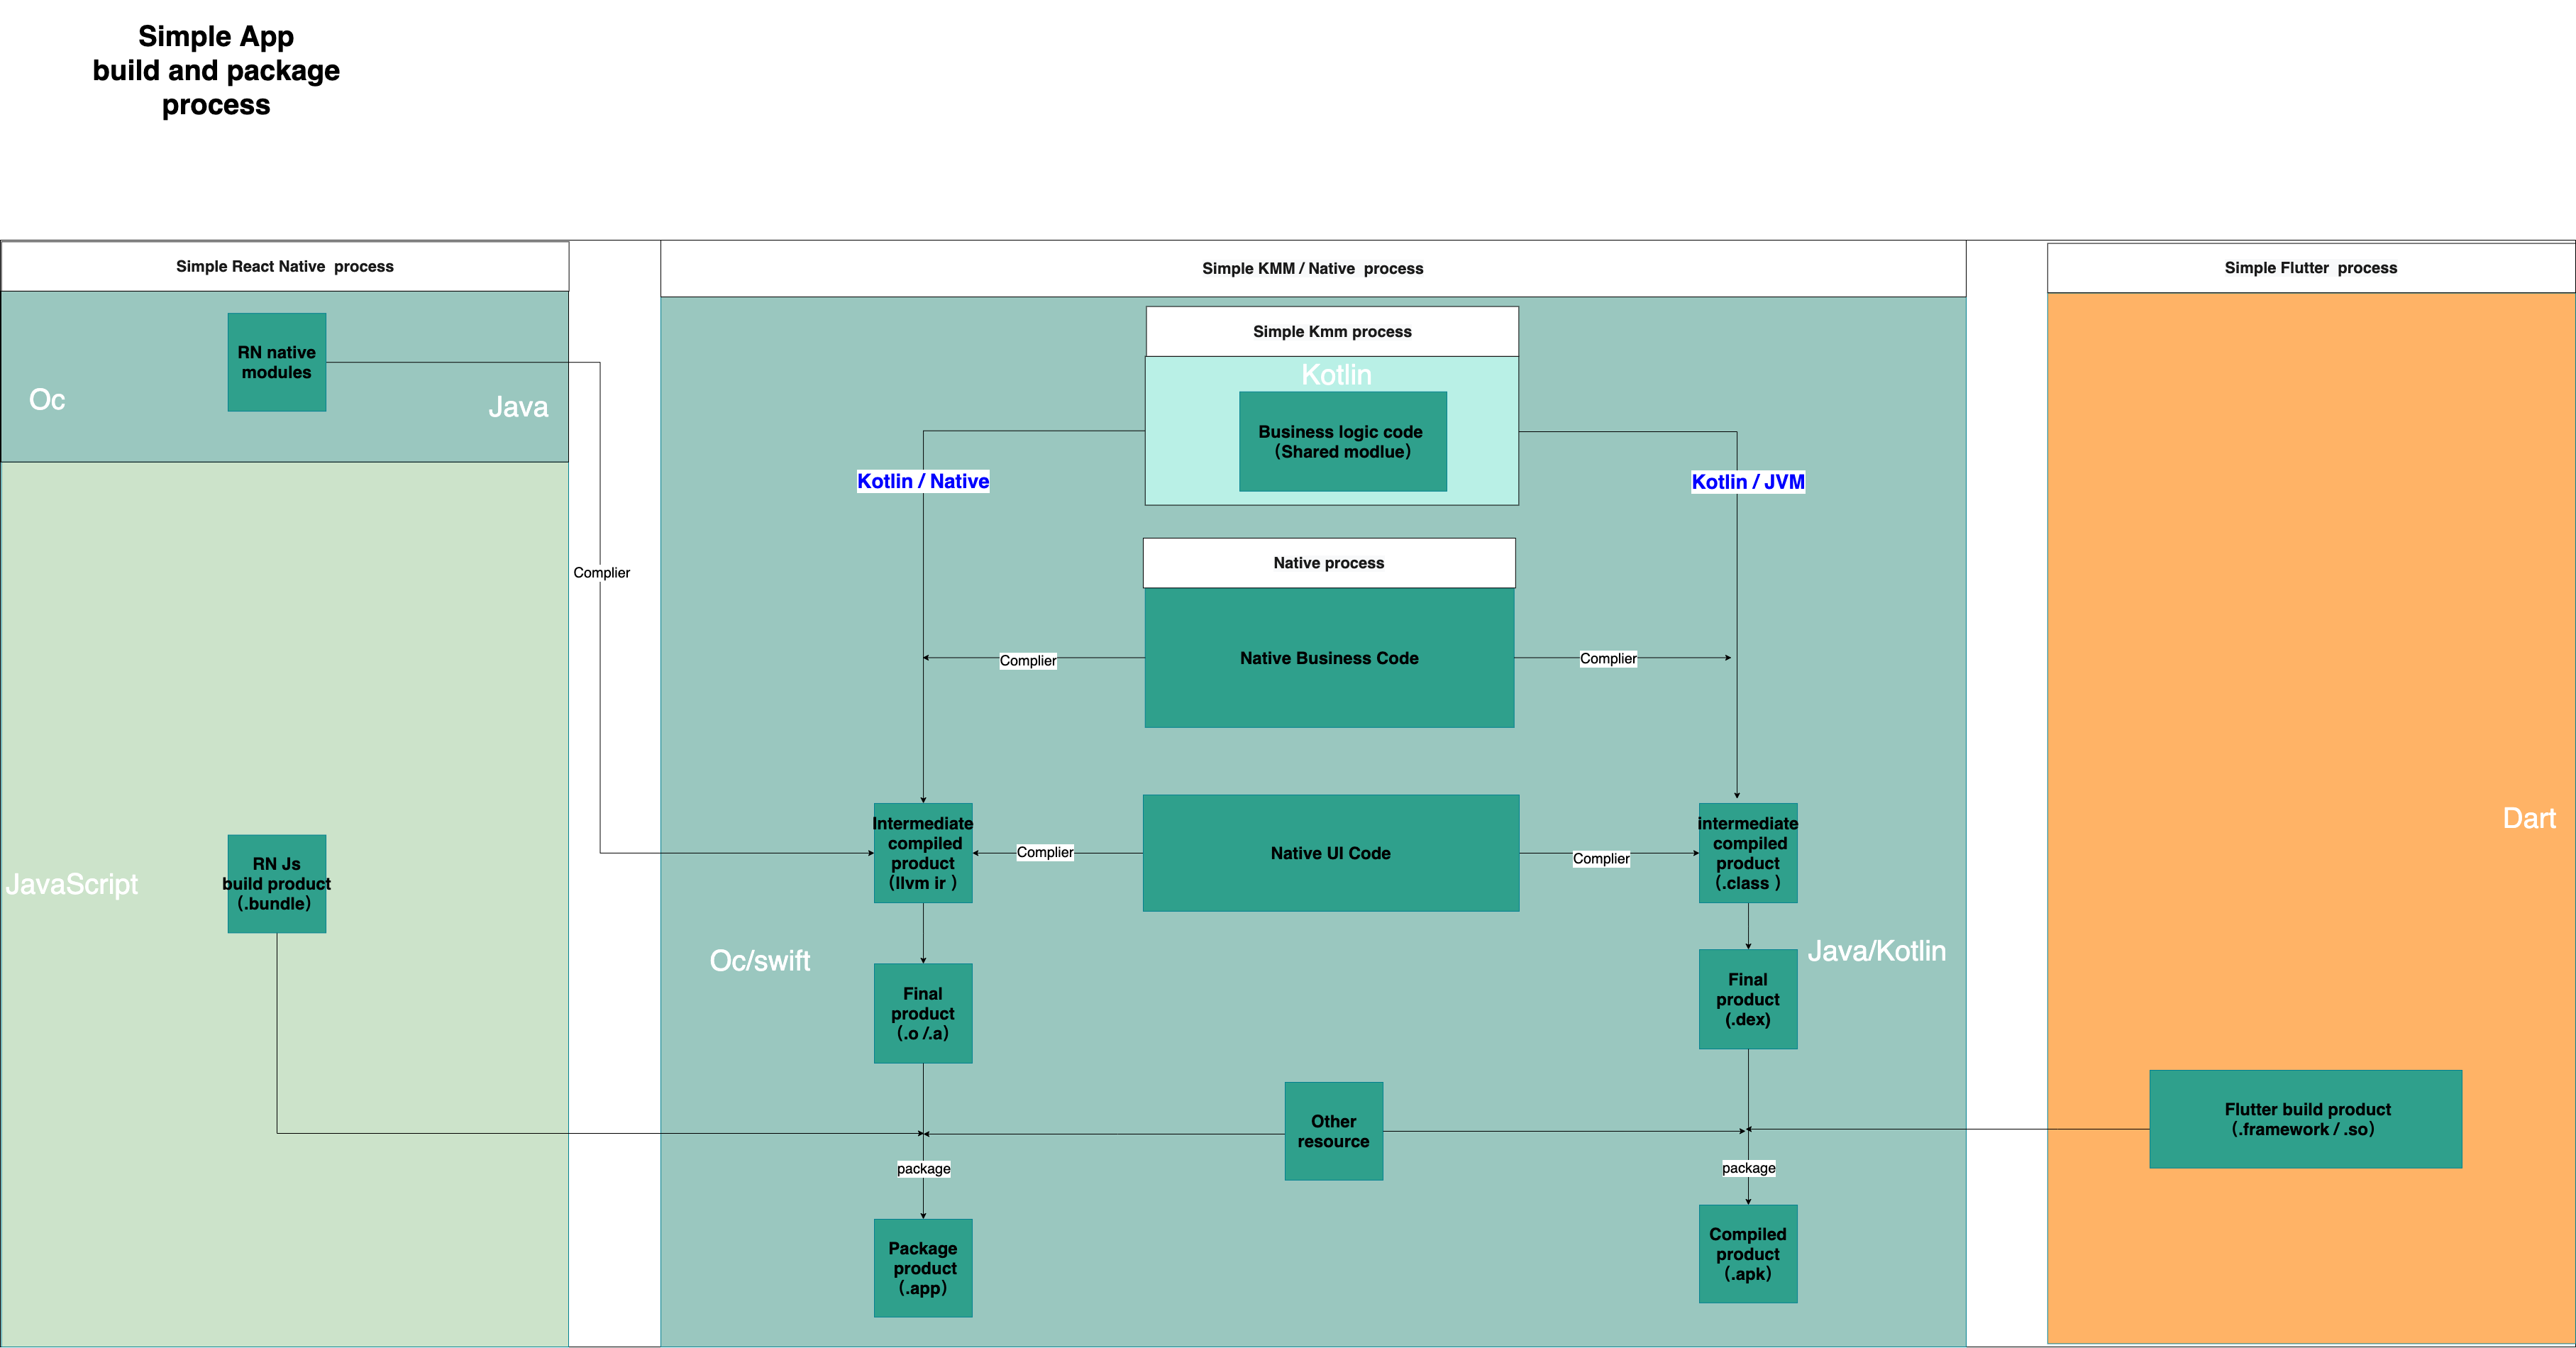 Simple App
build and package
process
Simple React Native  process
RN native
modules
Oc
Java
Complier
JavaScript
RN Js
build product
(.bundle)
Simple KMM / Native  process
Simple Kmm process
Kotlin
Business logic code
(Shared modlue)
Kotlin / Native
Kotlin / JVM
Native process
Native Business Code
Complier
Complier
Intermediate
compiled
product
(llvm ir )
Complier
Native UI Code
Complier
intermediate
compiled
product
(.class )
Oc/swift
Java/Kotlin
Final
product
(.o /.a)
Final
product
(.dex)
Other
resource
package
package
Package
product
(.app)
Compiled
product
(.apk)
Simple Flutter  process
Dart
Flutter build product
(.framework / .so)